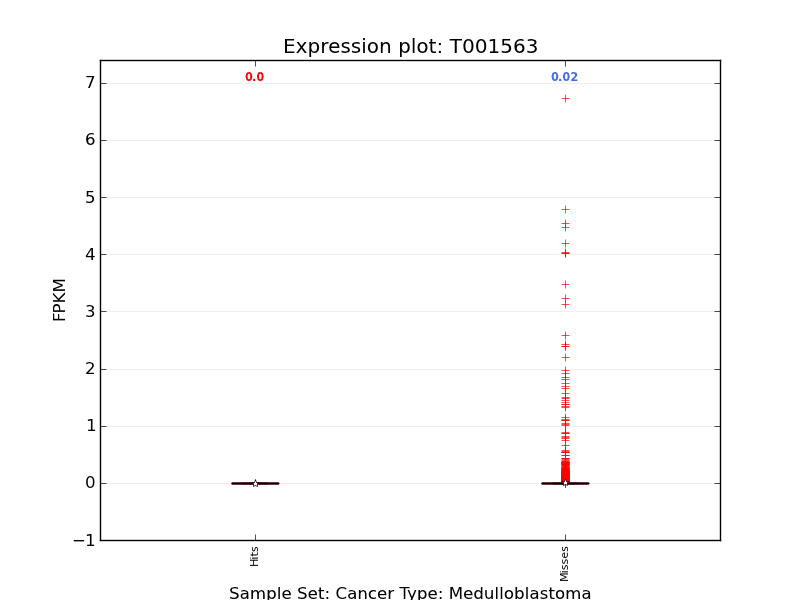 Expression plot: T001563
0.0
0.02
7
6
5
4
3
2
1
0
−1
FPKM
Hits
Misses
Sample Set: Cancer Type: Medulloblastoma